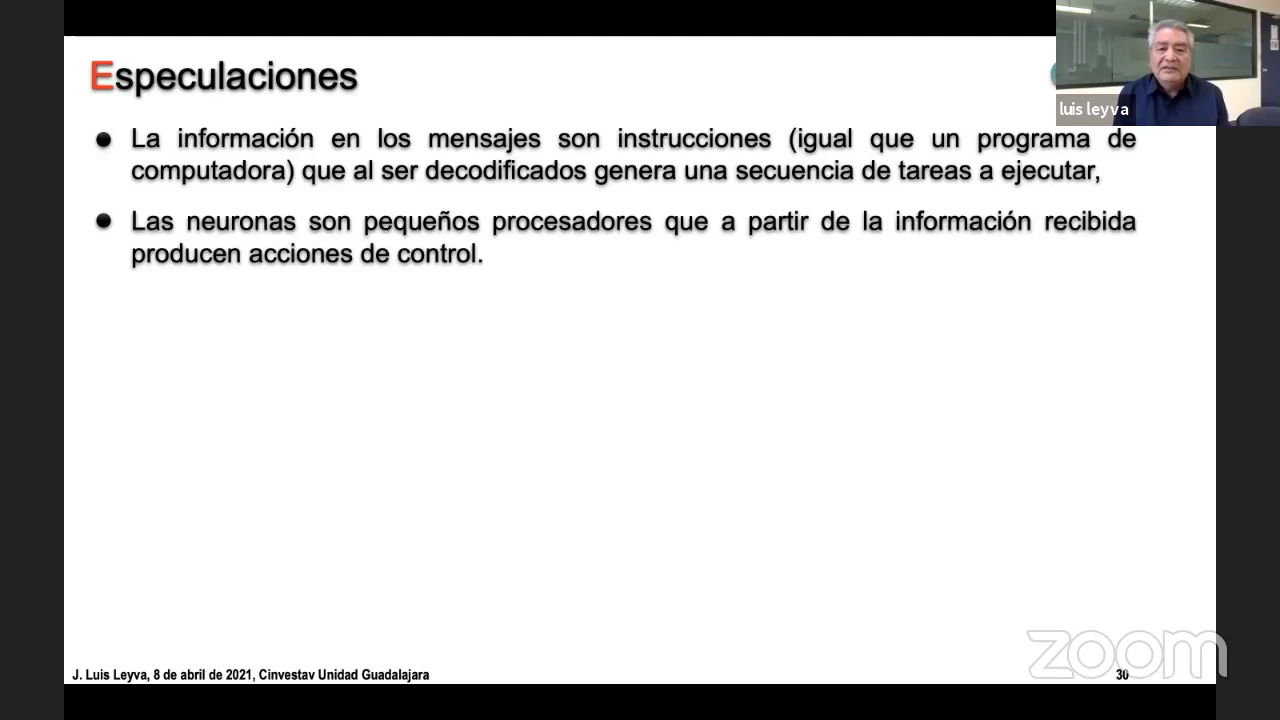 Especulaciones
luis leyva
La información en los mensajes son instrucciones (igual que un programa de
computadora) que al ser decodificados genera una secuencia de tareas a ejecutar,
Las neuronas son pequeños procesadores que a partir de la información recibida
producen acciones de control.
J. Luis Leyva, 8 de abril de 2021, Cinvestav Unidad Guadalajara
30
zoom